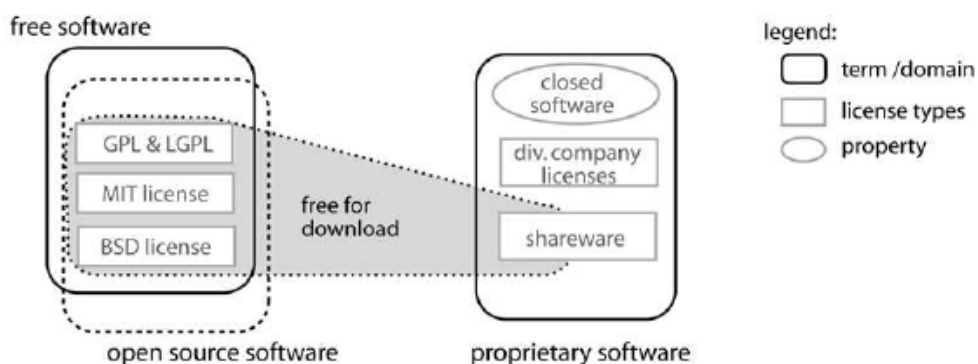 free software
GPL & LGPL
MIT license
BSD license
free for
download
open source software
closed
software
div. company
licenses
shareware
proprietary software
legend:
term /domain
license types
property